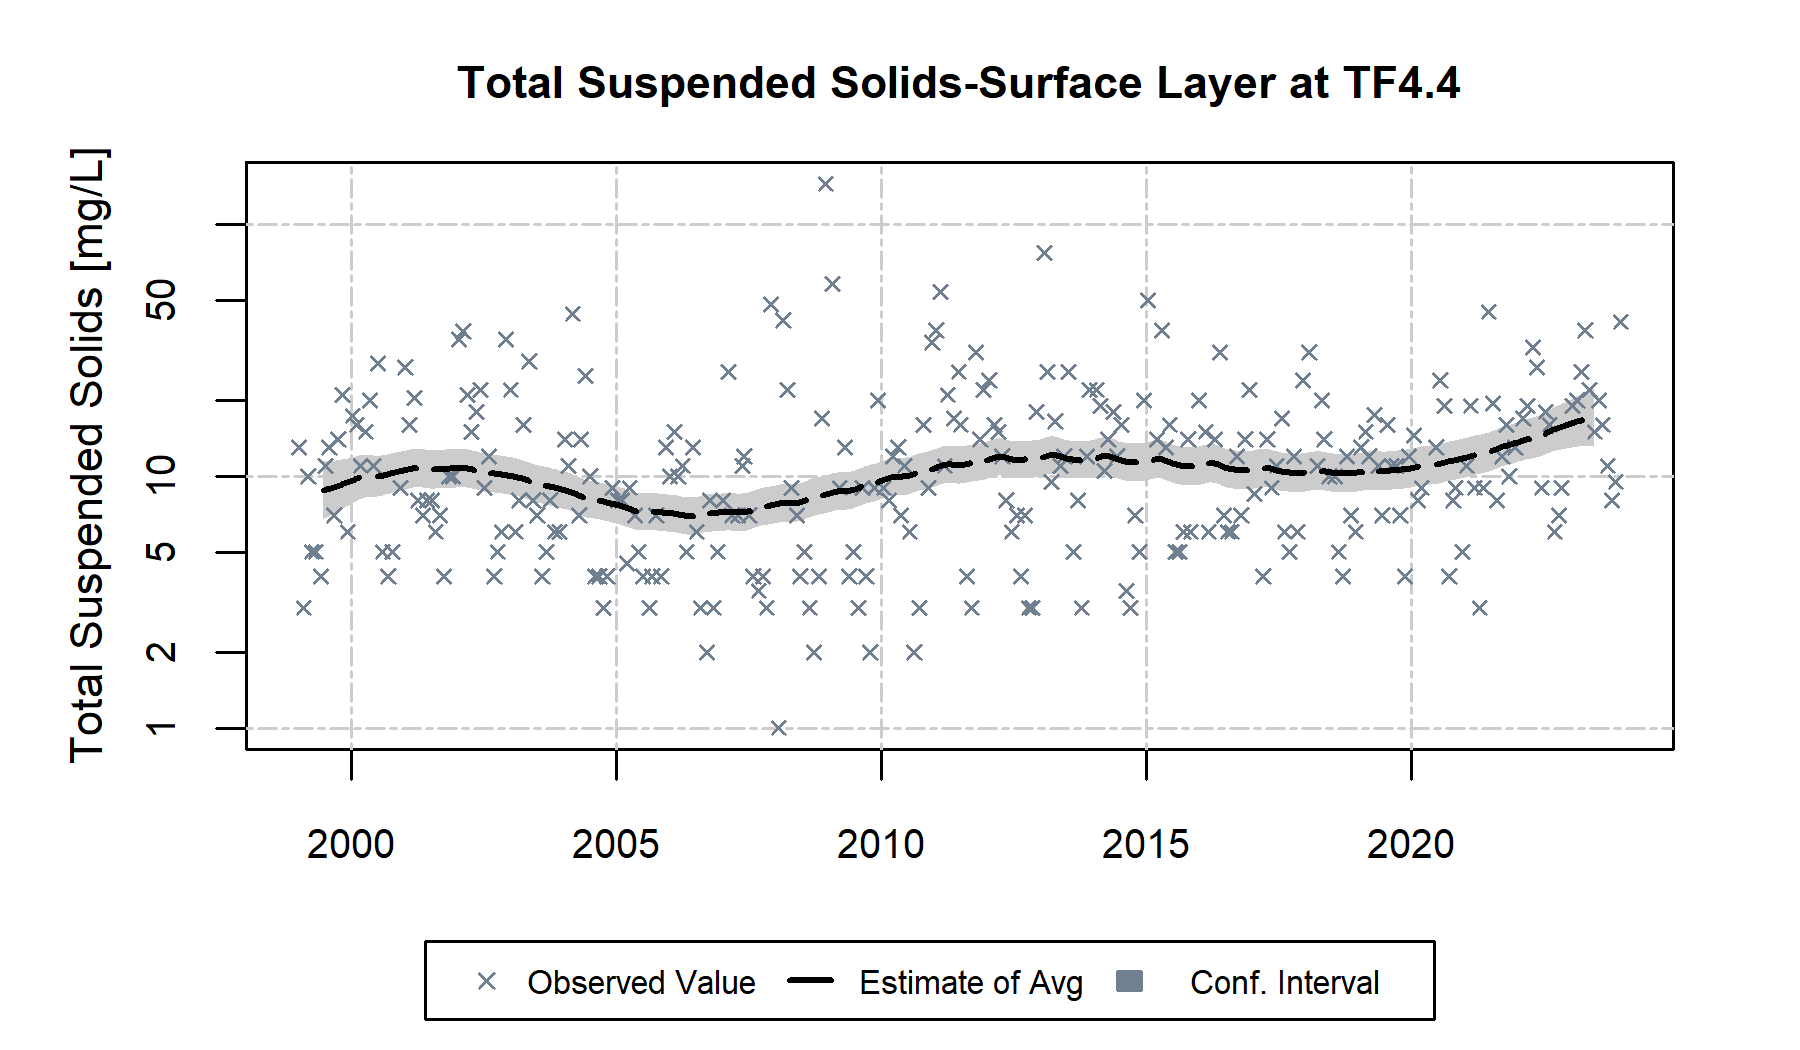 Total Suspended Solids-Surface Layer at TF4.4
Total Suspended Solids [mg/L]
50
10
5
2
1
2000 2005 2010 2015 2020
Observed Value Estimate of Avg Conf. Interval